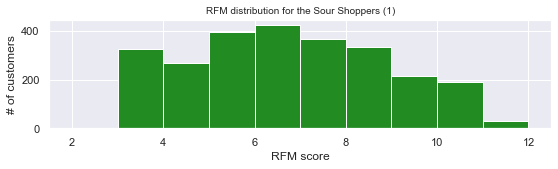 RFM distribution for the Sour Shoppers (1)
# of customers
400
200
0
2 4 6 8 10 12
RFM score